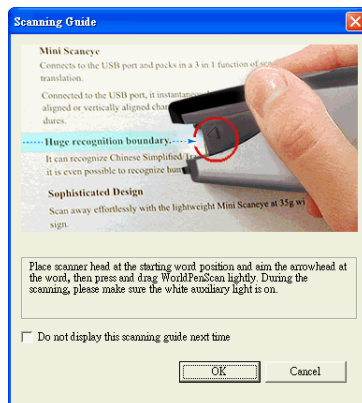 Scanning Guide
Mini Scaneye
Connects to the USB port and packs in a 3 in 1 function of
translation.
Connected to the USB port, it
aligned or vertically aligned
dures.
Huge recognition boundary.
It can recognize Chinese Simplified/
it is even possible to recognize
Sophisticated Design
Scan away effortlessly with the lightweight Mini Scaneye at 35g
sign.
Place scanner head at the starting word position and aim the arrowhead at
the word, then press and drag WorldPenScan lightly. During the
scanning, please make sure the white auxiliary light is on.
Do not display this scanning guide next time
OK
Cancel